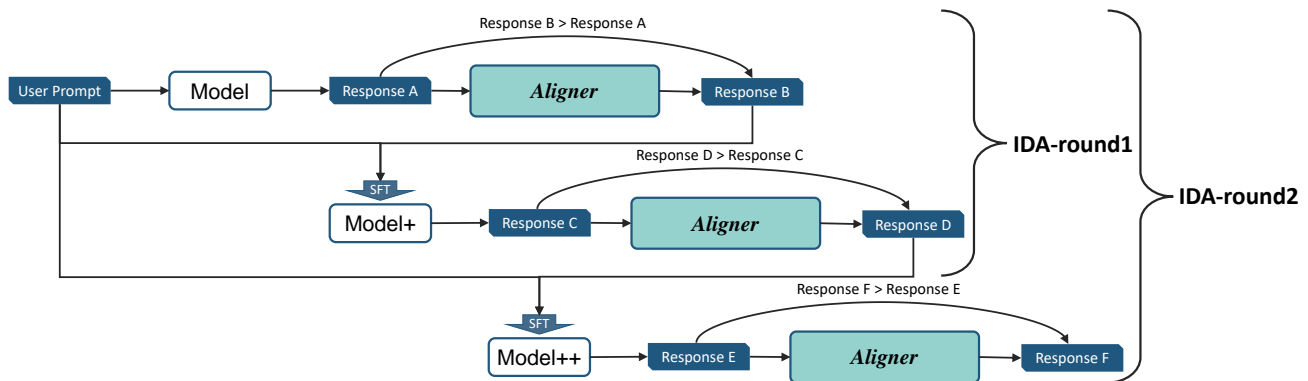 Response B > Response A
User Prompt
Model
Response A
Aligner
Response B
IDA-round1
Response D > Response C
SFT
Model+
Response C
Aligner
Response D
IDA-round2
Response F > Response E
SFT
Model++
Response E
Aligner
Response F